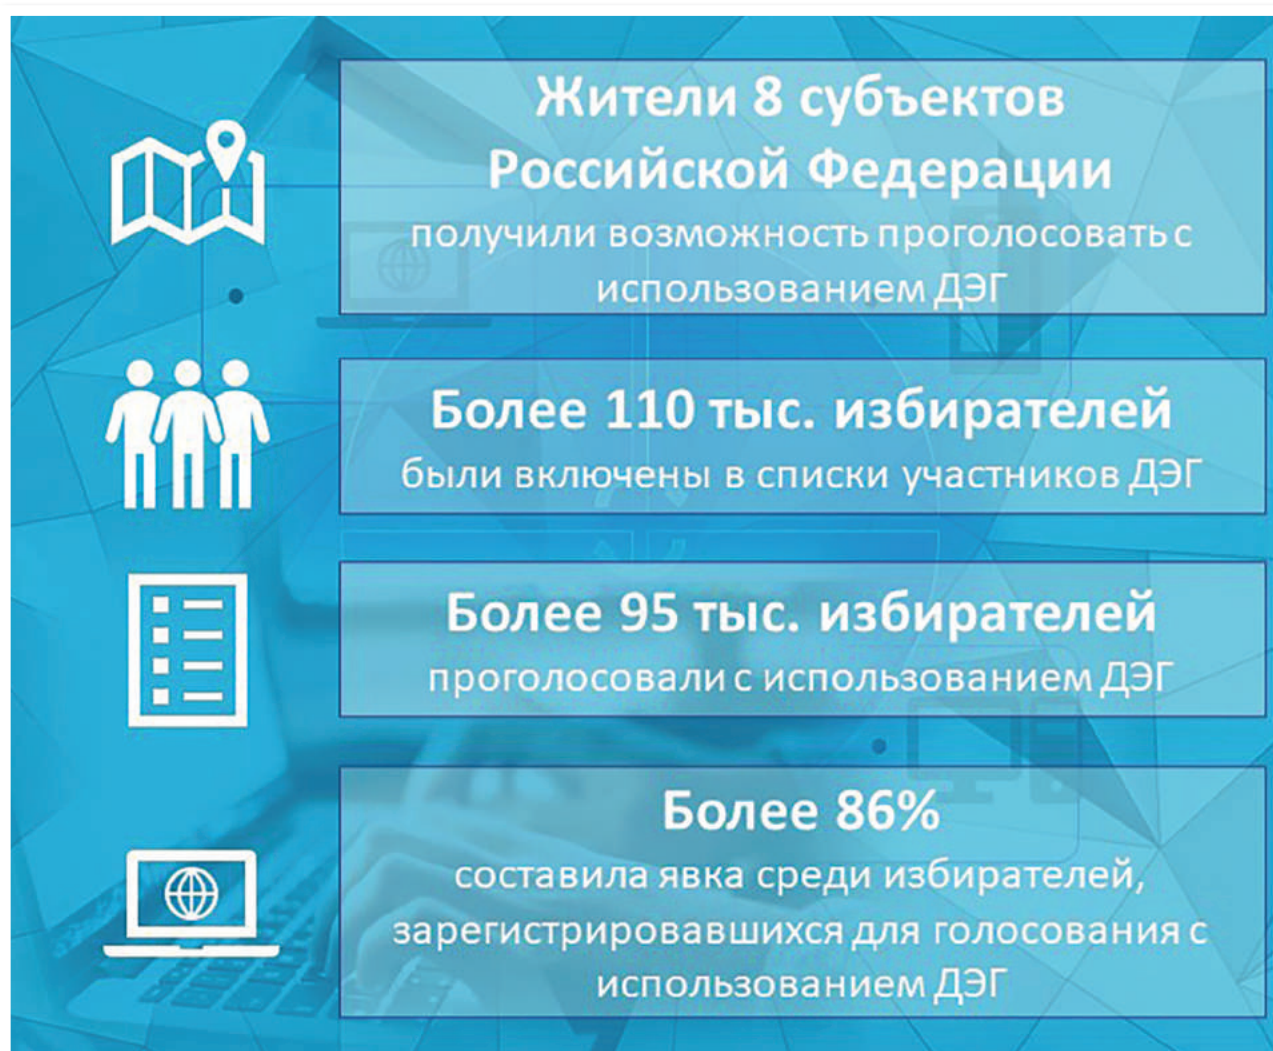 Жители 8 субъектов
Российской Федерации
получили возможность проголосовать с
использованием ДЭГ
Более 110 тыс. избирателей
были включены в списки участников ДЭГ
Более 95 тыс. избирателей
проголосовали с использованием ДЭГ
Более 86%
составила явка среди избирателей,
зарегистрировавшихся для голосования с
использованием ДЭГ